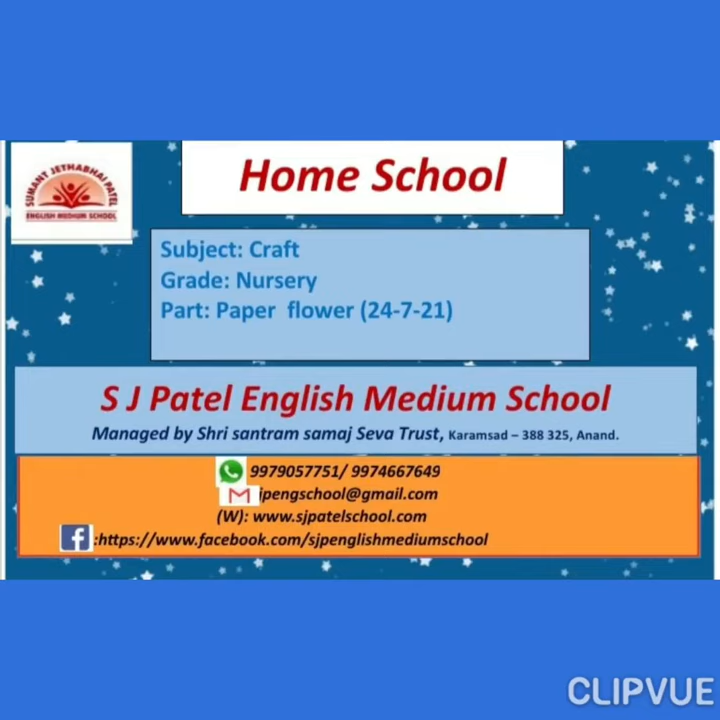 SUMANT JETHABHAI PATEL
ENGLISH MEDIUM SCHOOL
Home School
Subject: Craft
Grade: Nursery
Part: Paper flower (24-7-21)
S J Patel English Medium School
Managed by Shri santram samaj Seva Trust, Karamsad – 388 325, Anand.
9979057751/ 9974667649
jpengschool@gmail.com
(W): www.sjpatelschool.com
:https://www.facebook.com/sjpenglishmediumschool
CLIPVUE